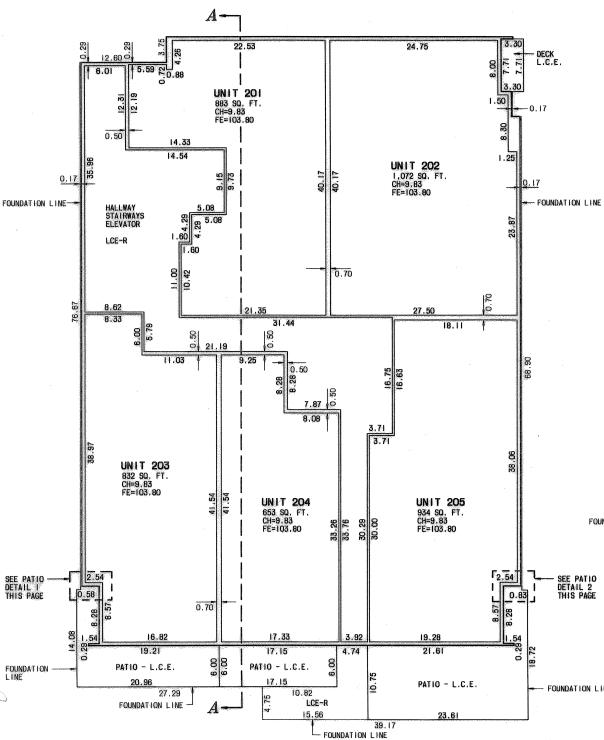 A
0.29
12.60
0.29
3.75
4.26
22.53
24.75
3.30
6.01
5.59
0.72
0.88
8.00
7.71
7.71
DECK
L.C.E.
3.30
UNIT 201
883 SQ. FT.
CH=9.83
FE=103.80
12.31
12.19
1.50
0.17
0.50
8.30
14.33
14.54
1.25
35.98
0.17
9.15
9.73
40.17
40.17
UNIT 202
1,072 SQ. FT.
CH=9.83
FE=103.80
0.17
FOUNDATION LINE
FOUNDATION LINE
HALLWAY
STAIRWAYS
ELEVATOR
LCE-R
5.08
5.08
4.29
4.29
1.60
1.60
23.87
11.00
10.42
0.70
0.70
76.67
8.62
8.33
21.35
27.50
31.44
18.11
6.00
5.79
0.50
0.50
21.19
11.03
9.25
0.50
8.28
8.28
16.75
16.63
68.90
7.87
8.08
0.50
3.71
3.71
38.97
38.06
UNIT 203
832 SQ. FT.
CH=9.83
FE=103.80
41.54
41.54
UNIT 204
653 SQ. FT.
CH=9.83
FE=103.80
33.26
33.76
30.29
30.00
UNIT 205
934 SQ. FT.
CH=9.83
FE=103.80
FOUN
SEE PATIO
DETAIL 1
THIS PAGE
2.54
0.58
2.54
0.83
SEE PATIO
DETAIL 2
THIS PAGE
8.28
8.57
0.70
8.57
8.28
14.08
0.29
1.54
16.82
17.33
3.92
19.28
1.54
0.29
19.21
17.15
4.74
21.61
18.72
FOUNDATION
LINE
PATIO - L.C.E.
6.00
6.00
PATIO - L.C.E.
6.00
10.75
PATIO - L.C.E.
20.96
17.15
27.29
10.82
FOUNDATION LI
FOUNDATION LINE
A
4.75
LCE-R
15.56
23.61
39.17
FOUNDATION LINE